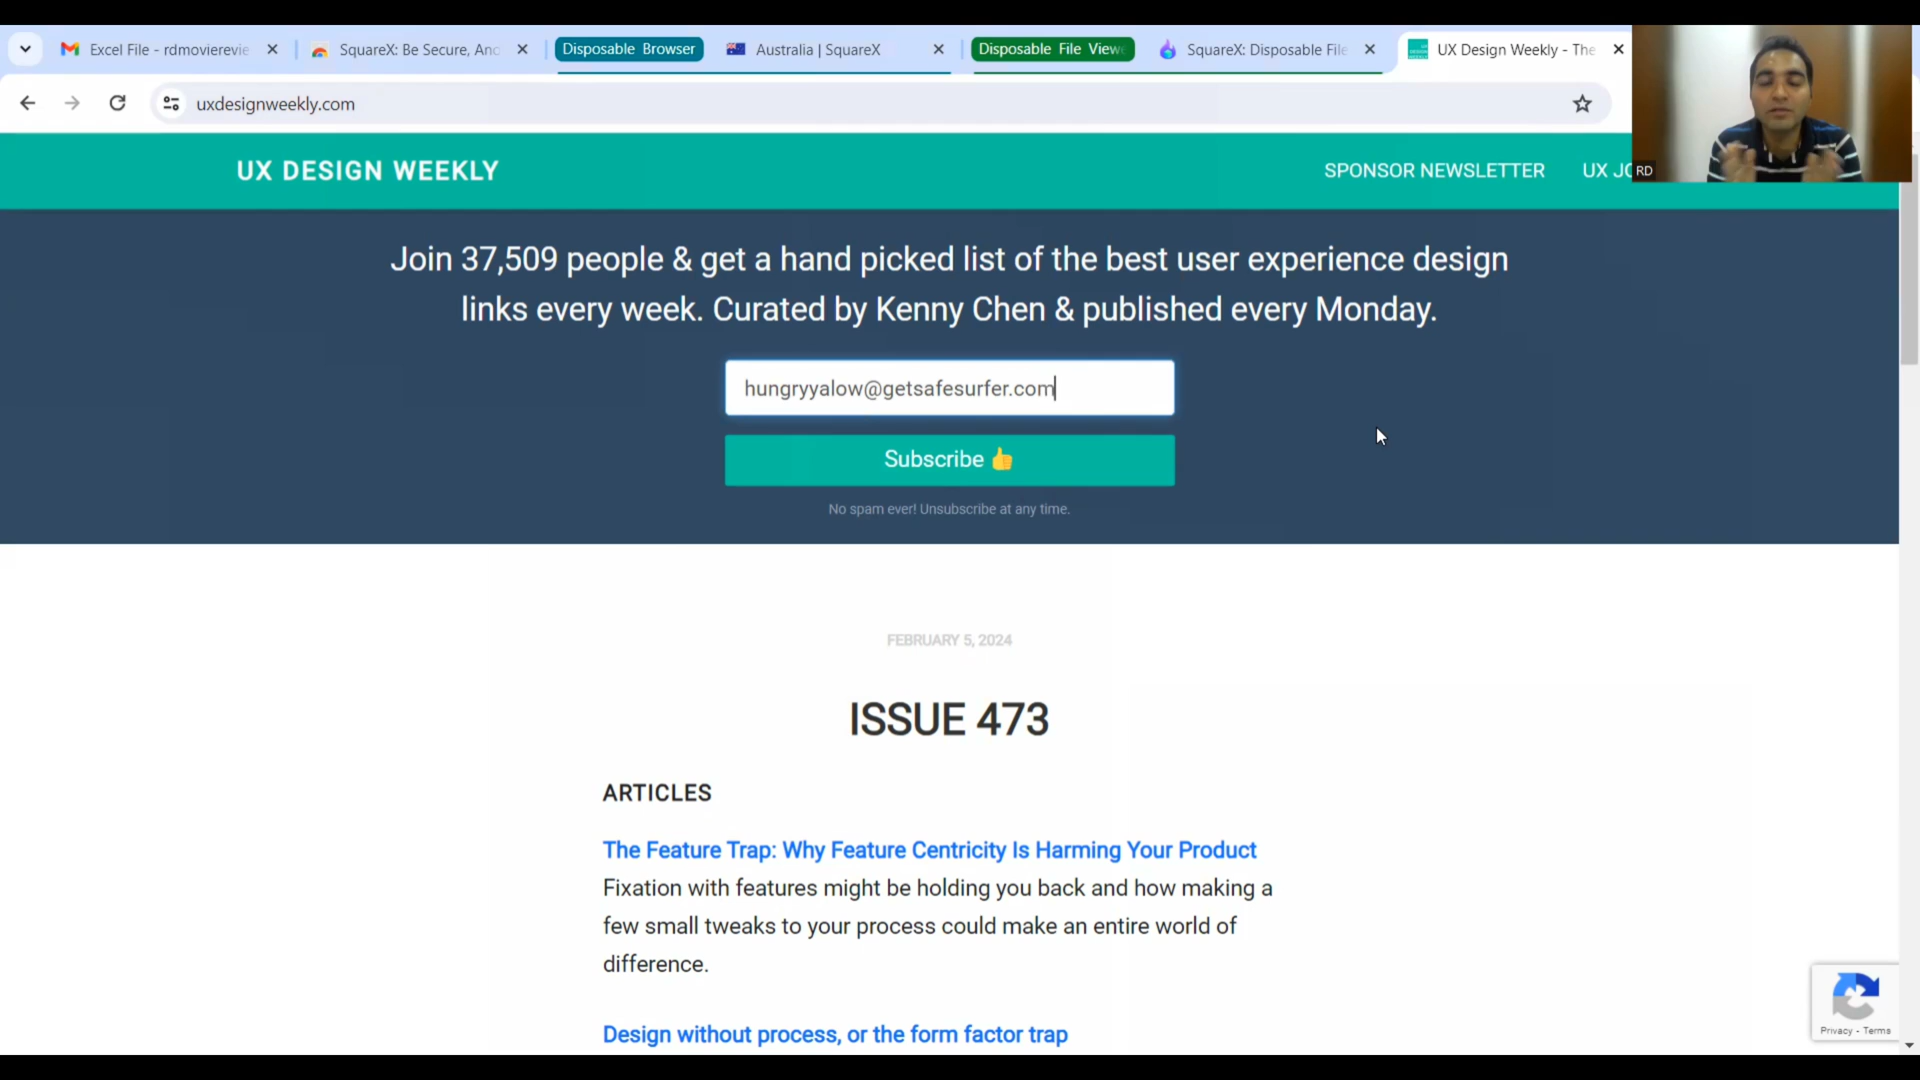 Excel File - rdmovierevie
SquareX: Be Secure, Anc
Disposable Browser
Australia | SquareX
Disposable File View
SquareX: Disposable File
UX Design Weekly - The
uxdesignweekly.com
RD
UX DESIGN WEEKLY
SPONSOR NEWSLETTER
UX JO
Join 37,509 people & get a hand picked list of the best user experience design
links every week. Curated by Kenny Chen & published every Monday.
hungryyalow@getsafesurfer.com
Subscribe 👍
No spam ever! Unsubscribe at any time.
FEBRUARY 5, 2024
ISSUE 473
ARTICLES
The Feature Trap: Why Feature Centricity Is Harming Your Product
Fixation with features might be holding you back and how making a
few small tweaks to your process could make an entire world of
difference.
Design without process, or the form factor trap
Privacy - Terms